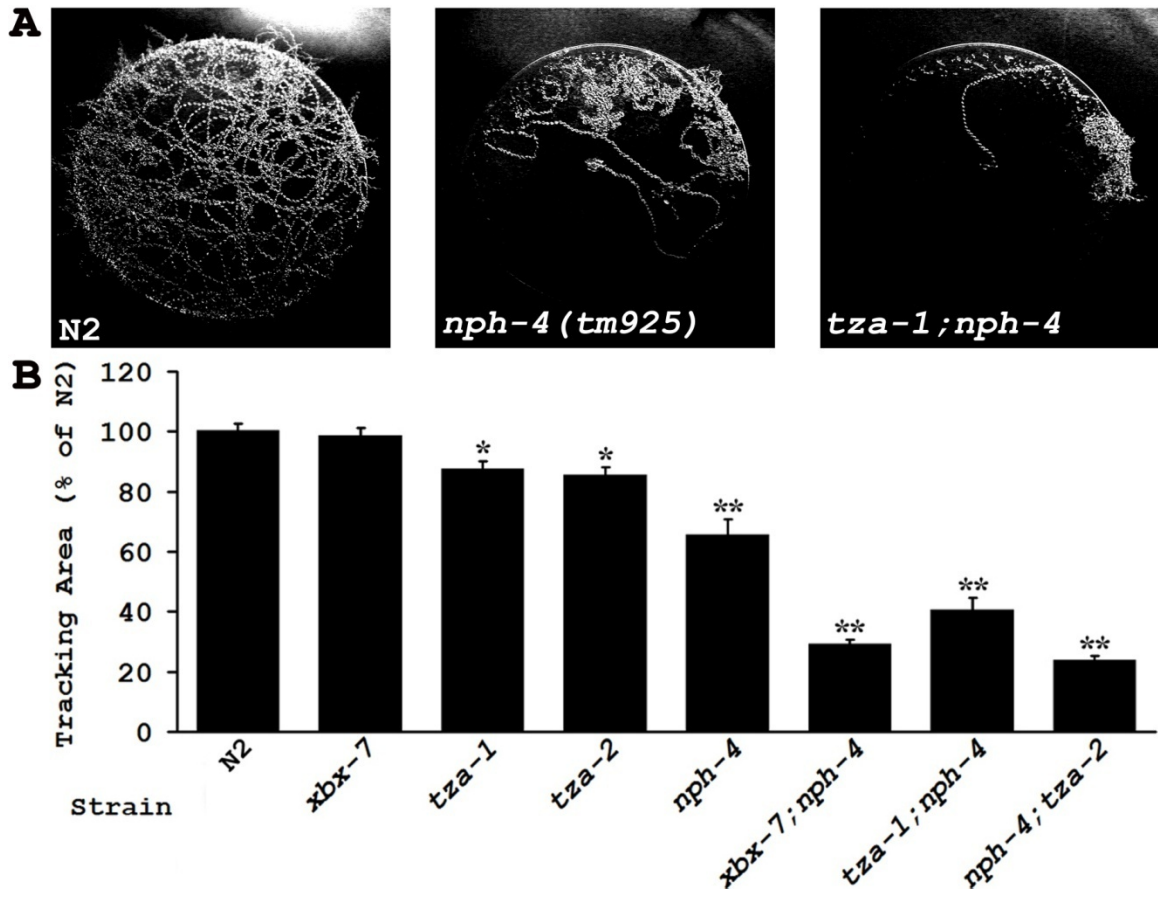 A
N2
nph-4(tm925)
tza-1;nph-4
B
Tracking Area (% of N2)
120
100
80
60
40
20
0
*
*
**
**
**
**
N2
xbx-7
tza-1
tza-2
nph-4
xbx-7;nph-4
tza-1;nph-4
nph-4;tza-2
Strain